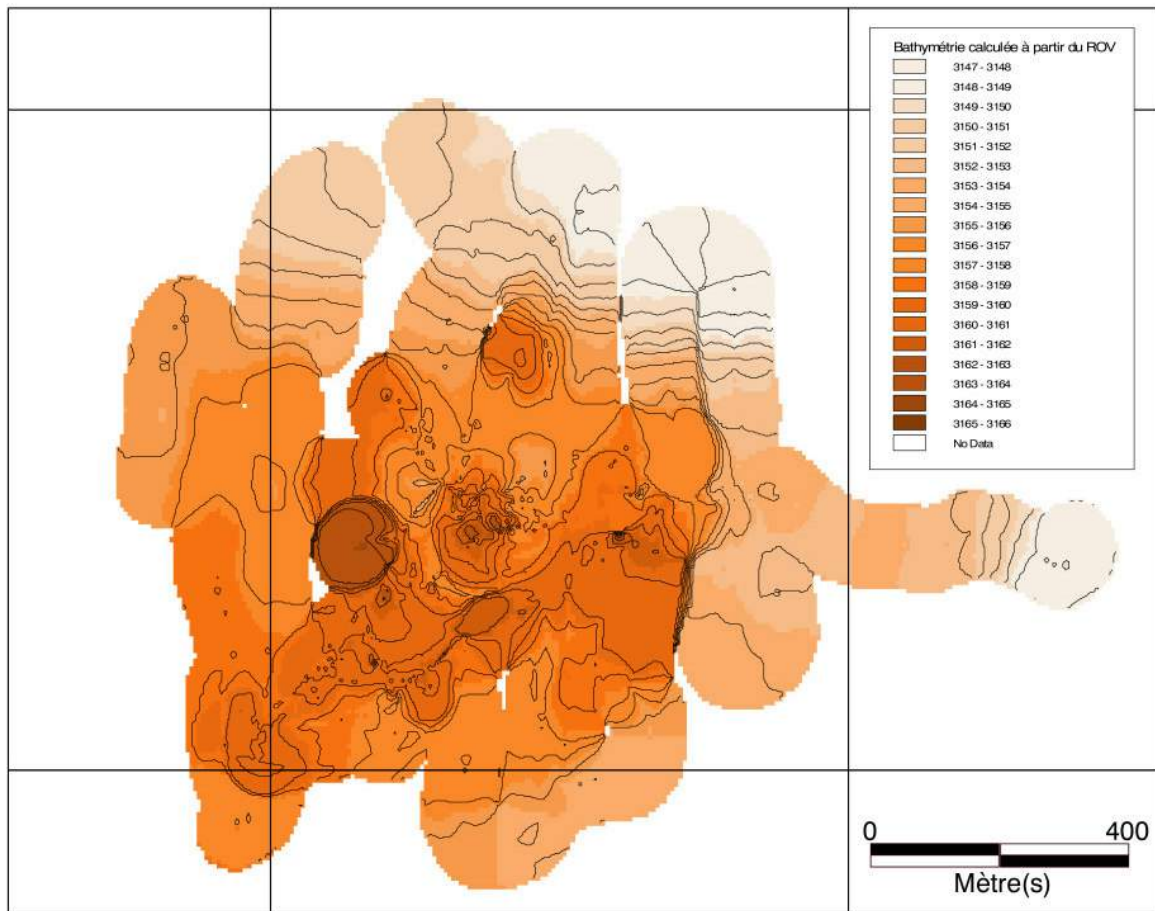 Bathymétrie calculée à partir du ROV
3147 - 3148
3148 - 3149
3149 - 3150
3150 - 3151
3151 - 3152
3152 - 3153
3153 - 3154
3154 - 3155
3155 - 3156
3156 - 3157
3157 - 3158
3158 - 3159
3159 - 3160
3160 - 3161
3161 - 3162
3162 - 3163
3163 - 3164
3164 - 3165
3165 - 3166
No Data
0 400
Mètre(s)